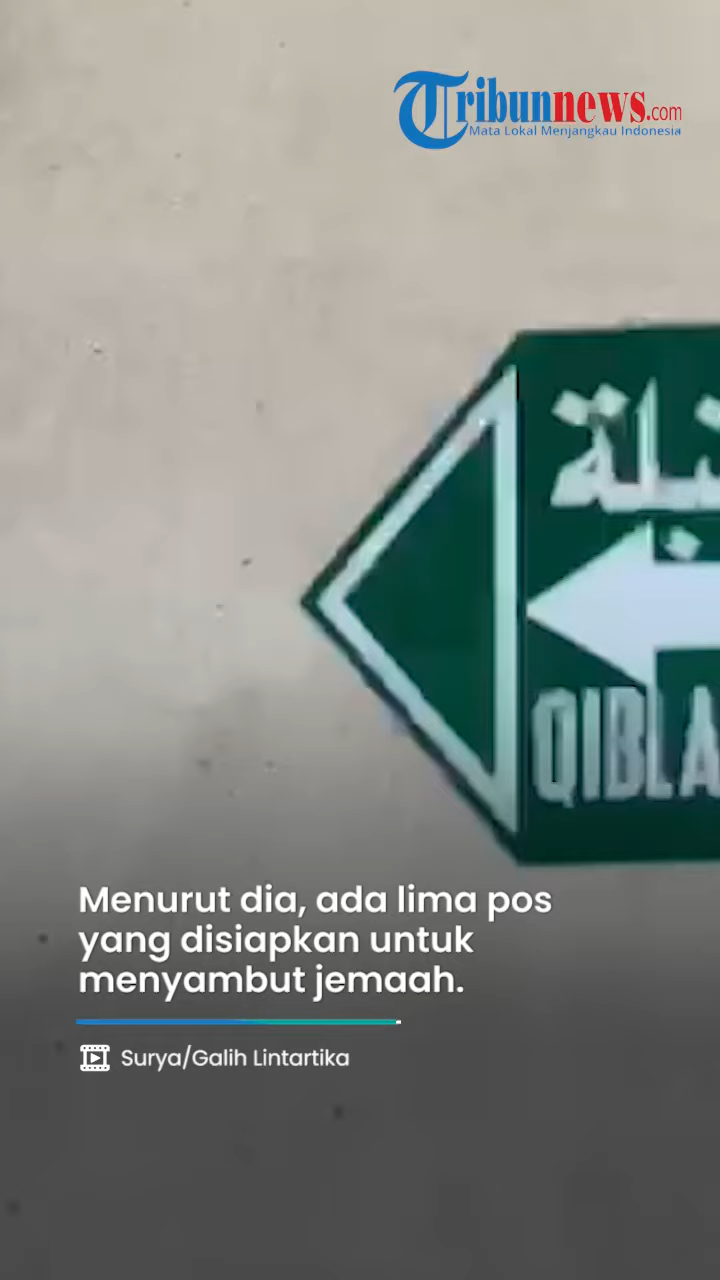 Tribunnews.com
Mata Lokal Menjangkau Indonesia
QIBLA
Menurut dia, ada lima pos
yang disiapkan untuk
menyambut jemaah.
Surya/Galih Lintartika